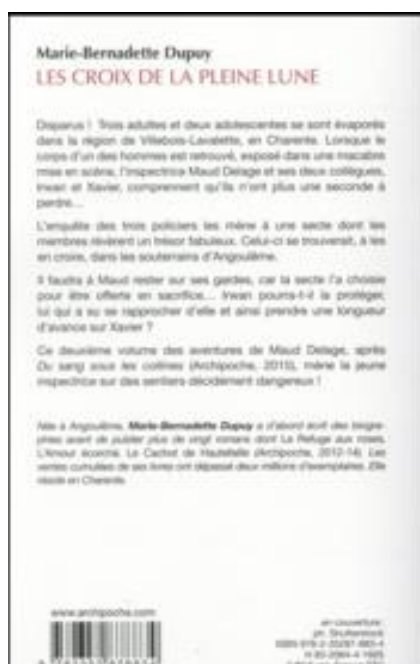 Marie-Bernadette Dupuy
LES CROIX DE LA PLEINE LUNE
Disparus ! Trois adultes et deux adolescentes se sont évaporés
dans la région de Villebois-Lavalette, en Charente. Lorsque le
corps d'un des hommes est retrouvé, exposé dans une macabre
mise en scène, l'inspectrice Maud Delage et ses deux collègues,
Irwan et Xavier, comprennent qu'ils n'ont plus une seconde à
perdre...
L'enquête des trois policiers les mène à une secte dont les
membres révèrent un trésor fabuleux. Celui-ci se trouverait, à les
en croire, dans les souterrains d'Angoulême.
Il faudra à Maud rester sur ses gardes, car la secte l'a choisie
pour être offerte en sacrifice... Irwan pourra-t-il la protéger,
lui qui a su se rapprocher d'elle et ainsi prendre une longueur
d'avance sur Xavier ?
Ce deuxième volume des aventures de Maud Delage, après
Du sang sous les collines (Archipoche, 2015), mène la jeune
inspectrice sur des sentiers décidément dangereux !
Née à Angoulême, Marie-Bernadette Dupuy a d'abord écrit des biogra-
phies avant de publier plus de vingt romans dont Le Refuge aux roses,
L'Amour écorché, Le Cachot de Hautefaille (Archipoche, 2012-14). Les
ventes cumulées de ses livres ont dépassé deux millions d'exemplaires. Elle
réside en Charente.
www.archipoche.com
en couverture :
ph. Shutterstock